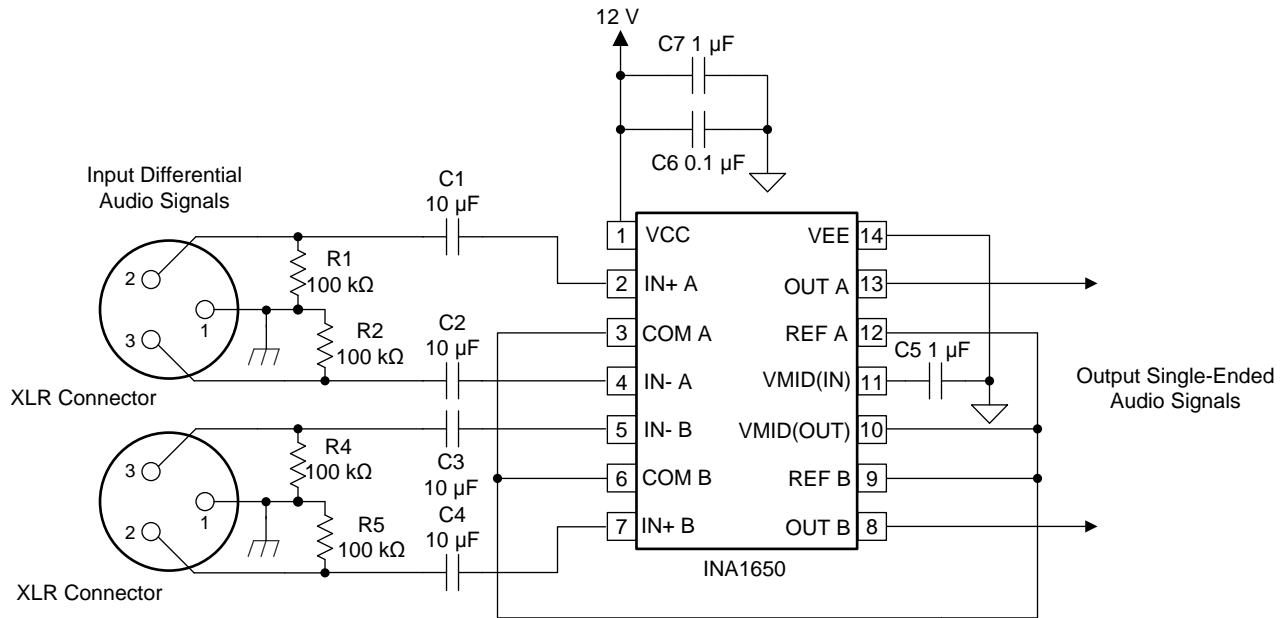 12 V
C7 1 µF
C6 0.1 µF
Input Differential
Audio Signals
C1
10 µF
2
1
3
R1
100 kΩ
R2
100 kΩ
C2
10 µF
XLR Connector
3
1
2
R4
100 kΩ
R5
100 kΩ
C3
10 µF
C4
10 µF
XLR Connector
1 VCC
2 IN+ A
3 COM A
4 IN- A
5 IN- B
6 COM B
7 IN+ B
VEE 14
OUT A 13
REF A 12
VMID(IN) 11
VMID(OUT) 10
REF B 9
OUT B 8
INA1650
C5 1 µF
Output Single-Ended
Audio Signals